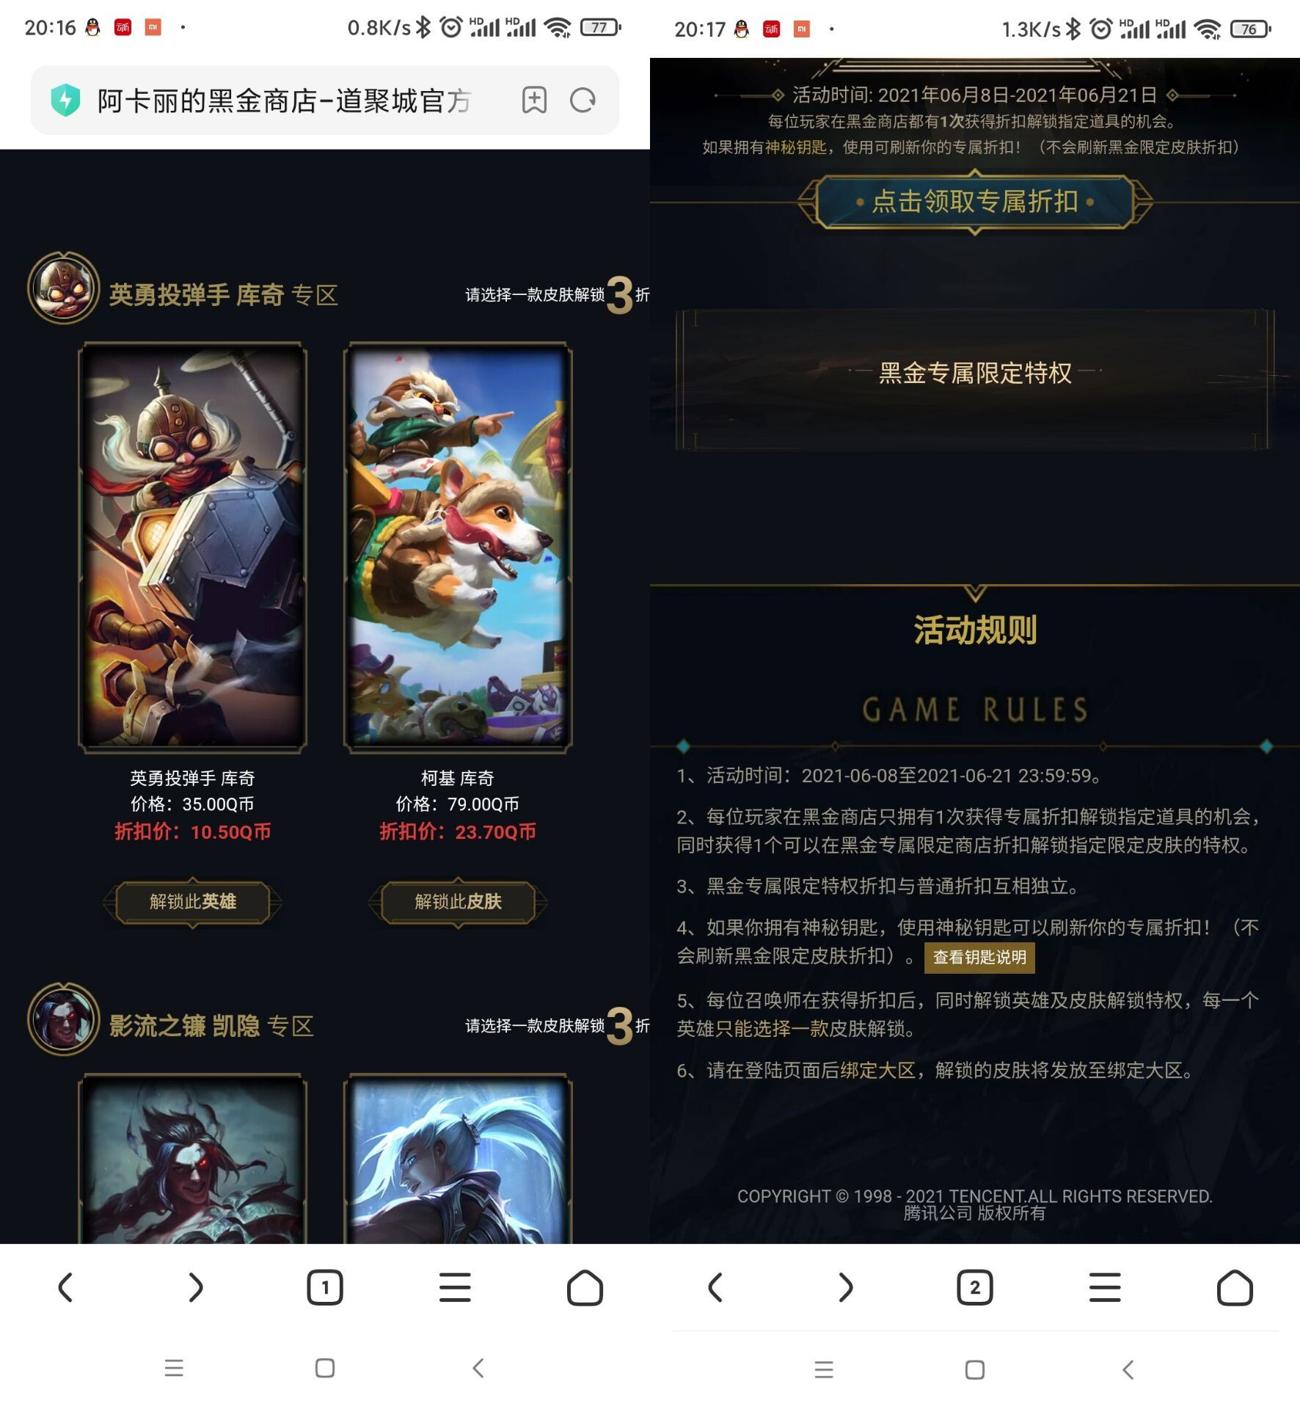 20:16
0.8K/s
HD
HD
77
阿卡丽的黑金商店-道聚城官方
英勇投弹手 库奇 专区
请选择一款皮肤解锁3折
英勇投弹手 库奇
价格：35.00Q币
折扣价：10.50Q币
解锁此英雄
柯基 库奇
价格：79.00Q币
折扣价：23.70Q币
解锁此皮肤
影流之镰 凯隐 专区
请选择一款皮肤解锁3折
1
20:17
1.3K/s
HD
HD
76
活动时间: 2021年06月8日-2021年06月21日
每位玩家在黑金商店都有1次获得折扣解锁指定道具的机会。
如果拥有神秘钥匙，使用可刷新你的专属折扣！（不会刷新黑金限定皮肤折扣）
点击领取专属折扣
黑金专属限定特权
活动规则
GAME RULES
1、活动时间：2021-06-08至2021-06-21 23:59:59。
2、每位玩家在黑金商店只拥有1次获得专属折扣解锁指定道具的机会，
同时获得1个可以在黑金专属限定商店折扣解锁指定限定皮肤的特权。
3、黑金专属限定特权折扣与普通折扣互相独立。
4、如果你拥有神秘钥匙，使用神秘钥匙可以刷新你的专属折扣！（不
会刷新黑金限定皮肤折扣）。 查看钥匙说明
5、每位召唤师在获得折扣后，同时解锁英雄及皮肤解锁特权，每一个
英雄只能选择一款皮肤解锁。
6、请在登陆页面后绑定大区，解锁的皮肤将发放至绑定大区。
COPYRIGHT © 1998 - 2021 TENCENT.ALL RIGHTS RESERVED.
腾讯公司 版权所有
2